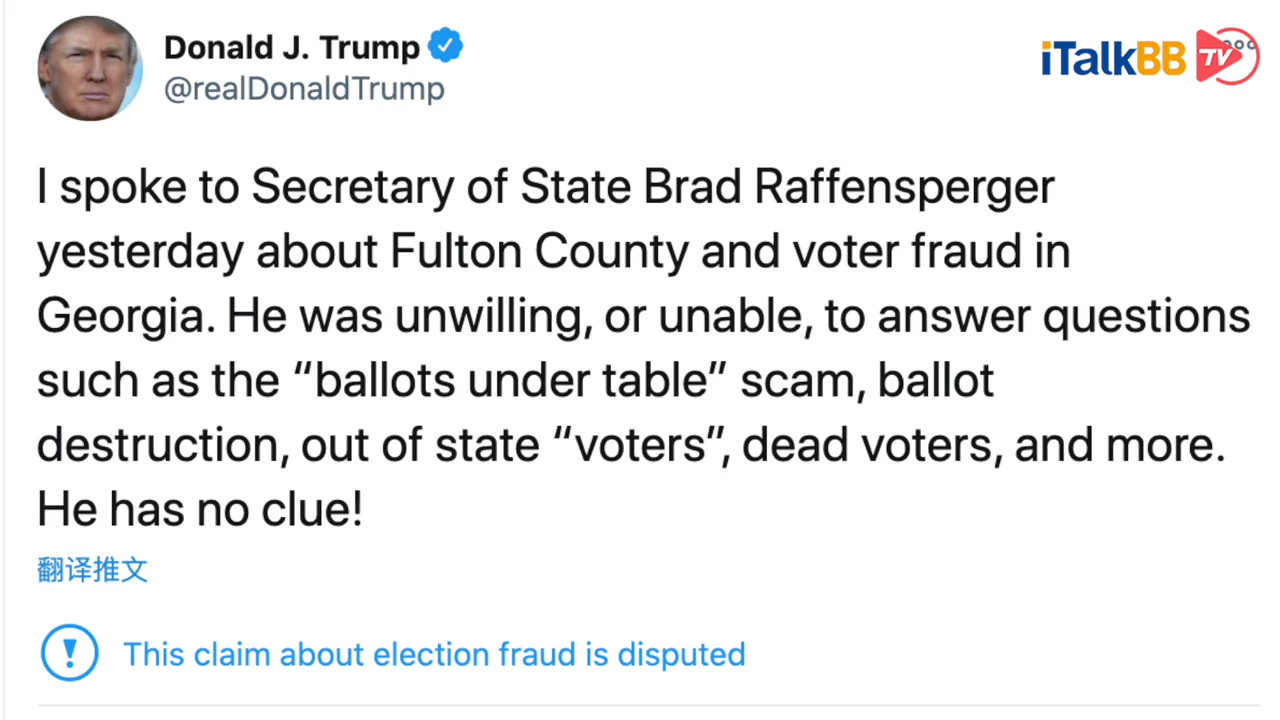 Donald J. Trump
@realDonaldTrump
iTalkBB TV
I spoke to Secretary of State Brad Raffensperger
yesterday about Fulton County and voter fraud in
Georgia. He was unwilling, or unable, to answer questions
such as the “ballots under table” scam, ballot
destruction, out of state “voters”, dead voters, and more.
He has no clue!
翻译推文
This claim about election fraud is disputed